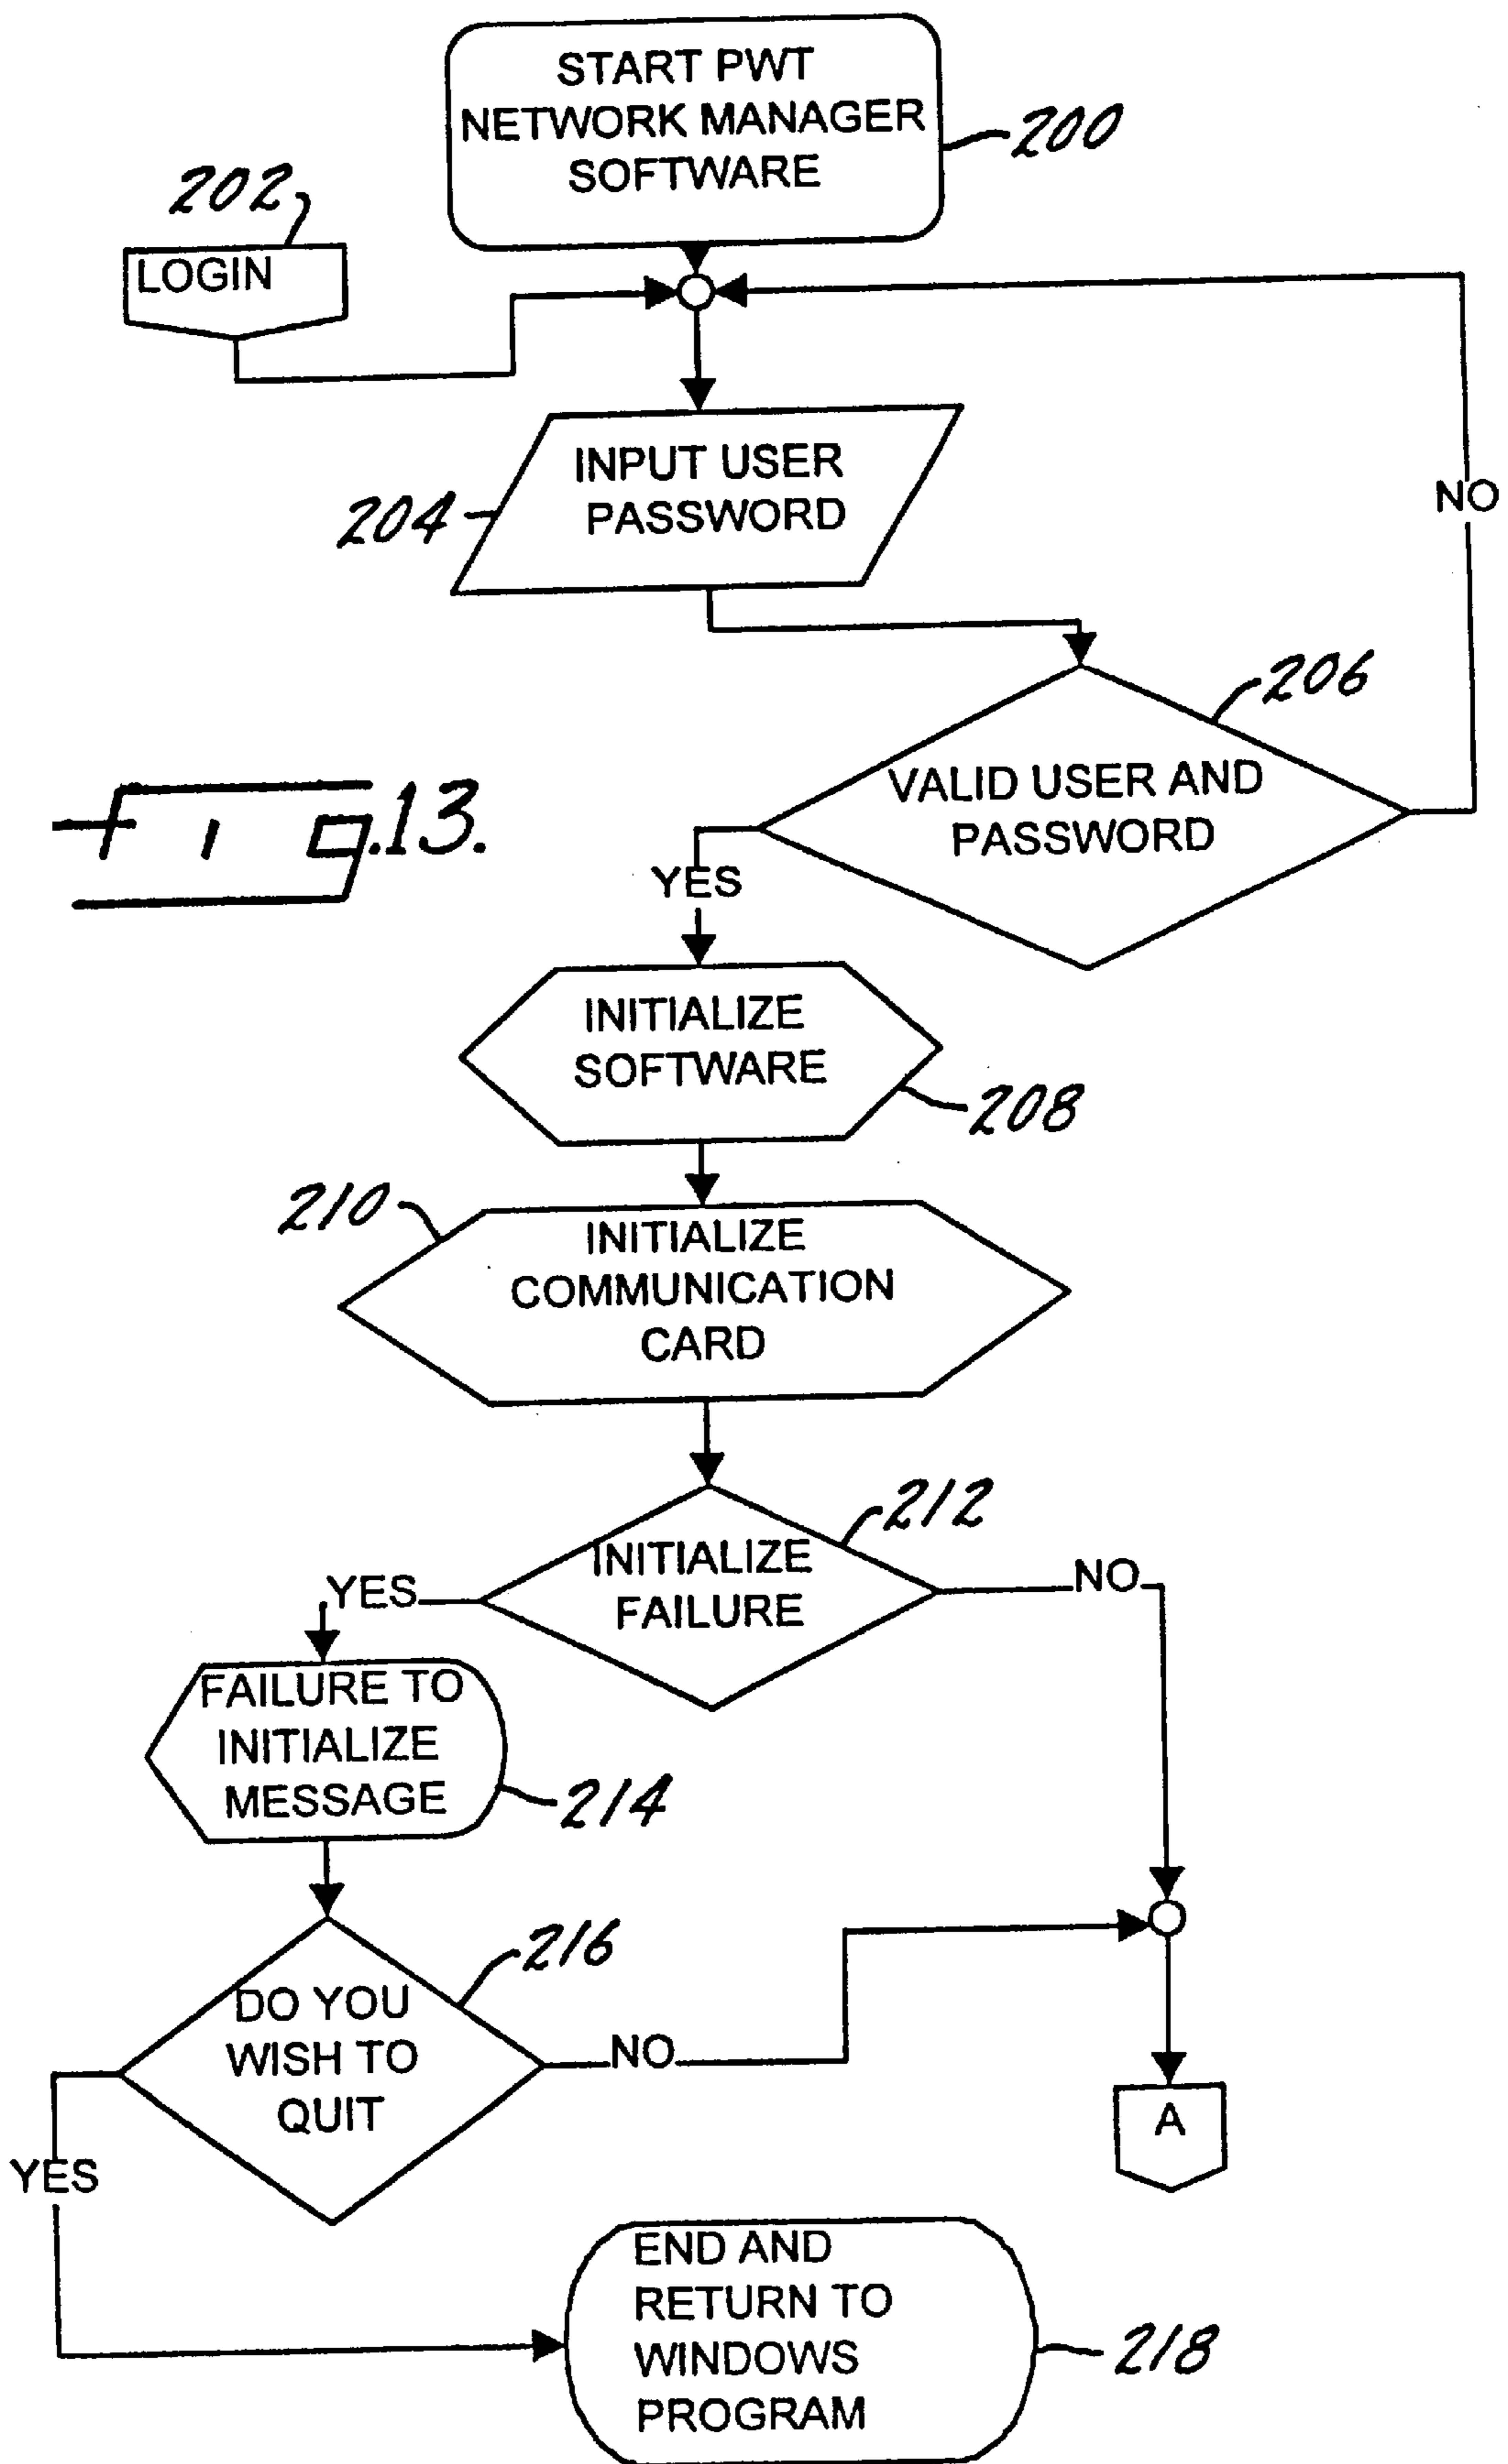 START PWT
NETWORK MANAGER
SOFTWARE
200
202
LOGIN
INPUT USER
PASSWORD
204
NO
206
VALID USER AND
PASSWORD
Fig.13.
YES
INITIALIZE
SOFTWARE
208
210
INITIALIZE
COMMUNICATION
CARD
212
INITIALIZE
FAILURE
YES
NO
FAILURE TO
INITIALIZE
MESSAGE
214
216
DO YOU
WISH TO
QUIT
NO
A
YES
END AND
RETURN TO
WINDOWS
PROGRAM
218